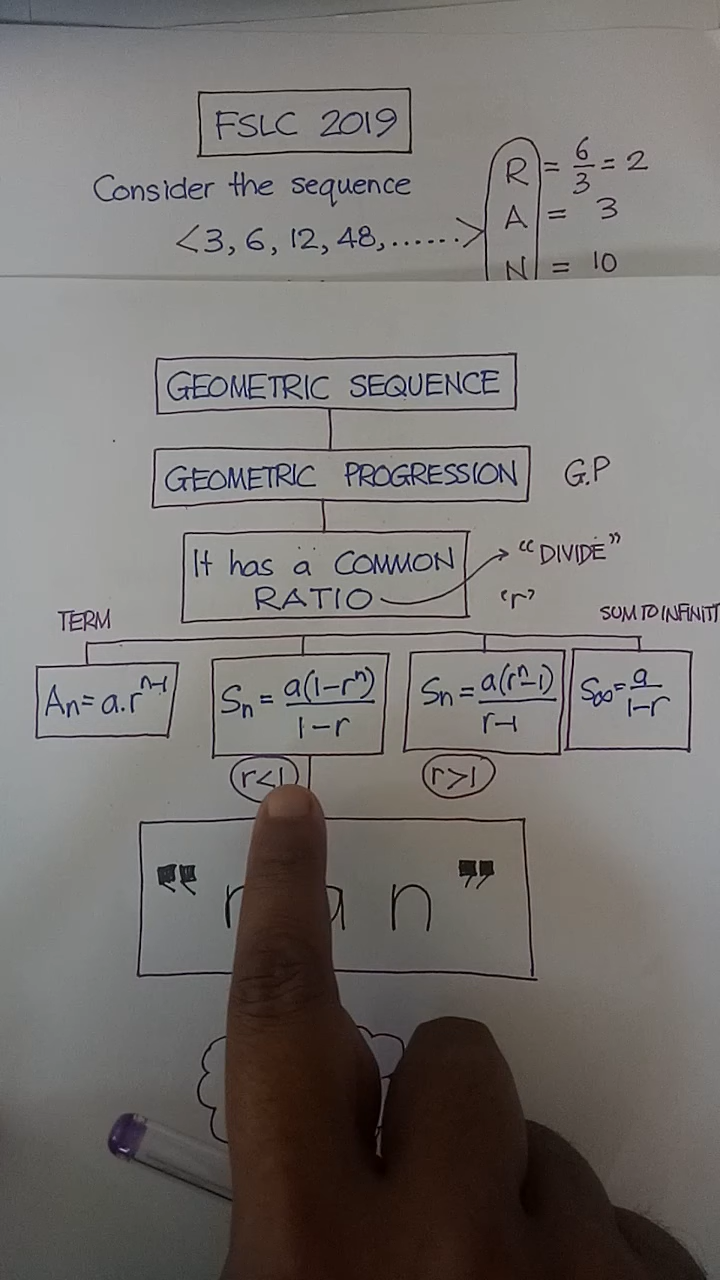 FSLC 2019
Consider the sequence
<3, 6, 12, 48, ......>
R = 6/3 = 2
A = 3
N = 10
GEOMETRIC SEQUENCE
GEOMETRIC PROGRESSION G.P
It has a COMMON
RATIO
"DIVIDE"
'r'
TERM
SUM TO INFINIT
An = a.r^n-1
Sn = a(1-r^n)/1-r
r<1
Sn = a(r^n-1)/r-1
r>1
S∞ = a/1-r
" r a n "